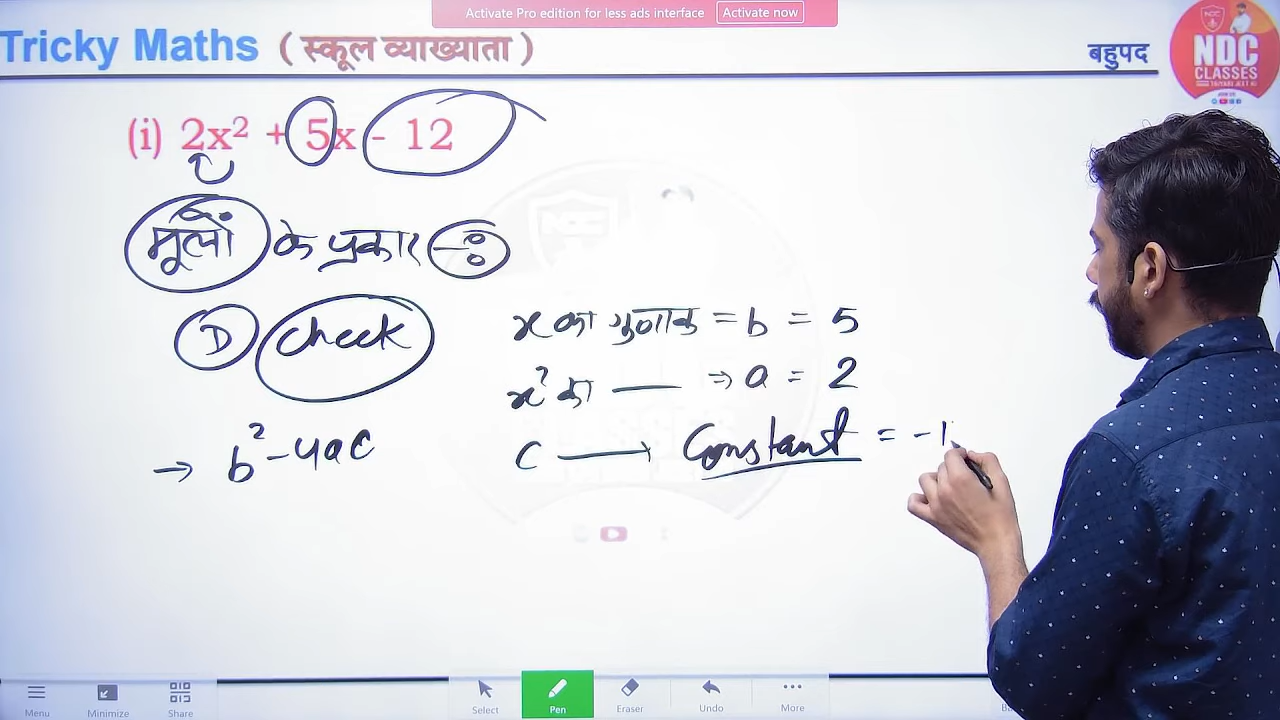 Activate Pro edition for less ads interface Activate now
Tricky Maths ( स्कूल व्याख्याता )
बहुपद
NDC
NDC
CLASSES
(i) 2x² + 5x - 12
मूलों के प्रकार
D check
x का गुणांक = b = 5
x² का — ⇒ a = 2
→ b² - 4ac
c → Constant = -1
Select Pen Eraser Undo More
Menu Minimize Share